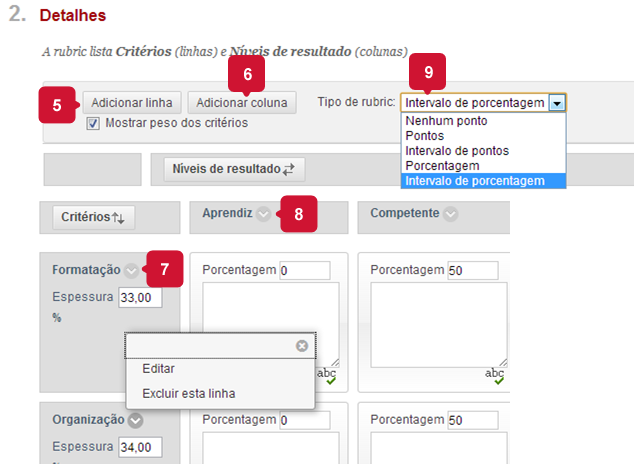 2. Detalhes
A rubric lista Critérios (linhas) e Níveis de resultado (colunas)
6
9
5
Adicionar linha
Adicionar coluna
Tipo de rubric: Intervalo de porcentagem
Mostrar peso dos critérios
Nenhum ponto
Pontos
Intervalo de pontos
Porcentagem
Intervalo de porcentagem
Níveis de resultado
Critérios
Aprendiz
8
Competente
Formatação
7
Espessura 33,00
%
Porcentagem 0
Porcentagem 50
Editar
Excluir esta linha
abc
abc
Organização
Espessura 34,00
Porcentagem 0
Porcentagem 50